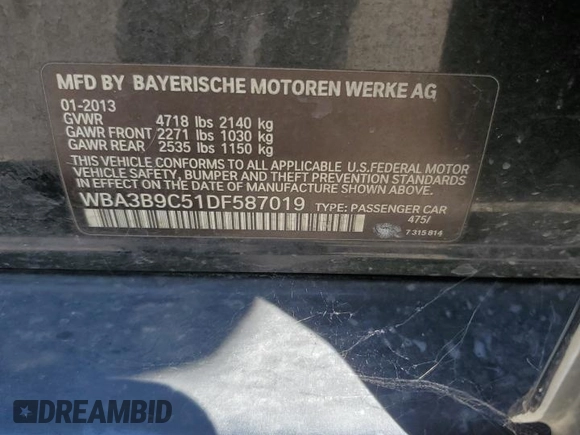 MFD BY BAYERISCHE MOTOREN WERKE AG
01-2013
GVWR 4718 lbs 2140 kg
GAWR FRONT 2271 lbs 1030 kg
GAWR REAR 2535 lbs 1150 kg
THIS VEHICLE CONFORMS TO ALL APPLICABLE U.S.FEDERAL MOTOR
VEHICLE SAFETY, BUMPER AND THEFT PREVENTION STANDARDS
IN EFFECT ON THE DATE OF MANUFACTURE SHOWN ABOVE.
WBA3B9C51DF587019 TYPE: PASSENGER CAR
475/
7 315 814
DREAMBID